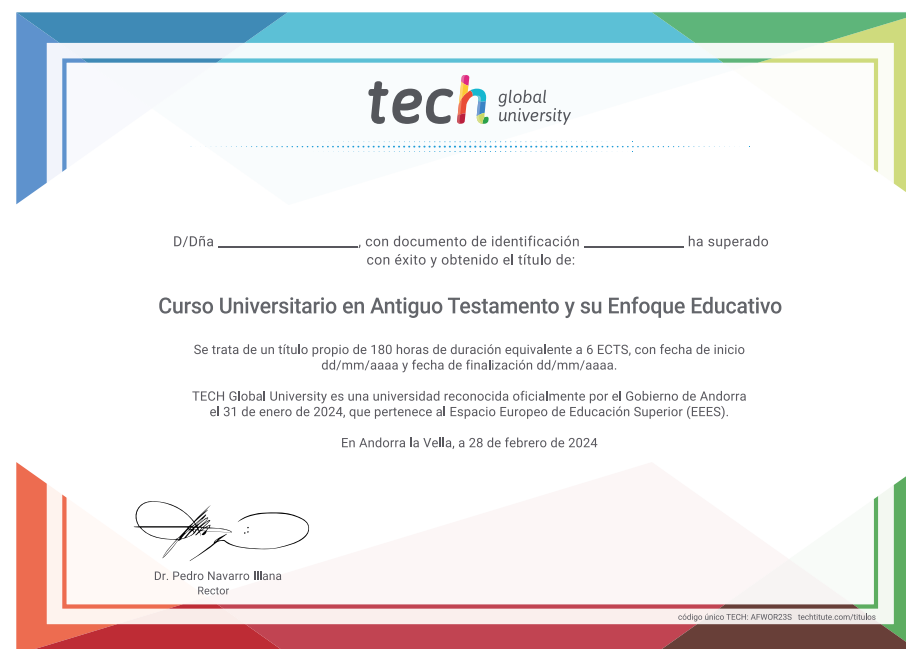 tech global university
D/Dña ____________________, con documento de identificación ______________ ha superado
con éxito y obtenido el título de:
Curso Universitario en Antiguo Testamento y su Enfoque Educativo
Se trata de un título propio de 180 horas de duración equivalente a 6 ECTS, con fecha de inicio
dd/mm/aaaa y fecha de finalización dd/mm/aaaa.
TECH Global University es una universidad reconocida oficialmente por el Gobierno de Andorra
el 31 de enero de 2024, que pertenece al Espacio Europeo de Educación Superior (EEES).
En Andorra la Vella, a 28 de febrero de 2024
Dr. Pedro Navarro Illana
Rector
código único TECH: AFWOR23S techtitute.com/titulos